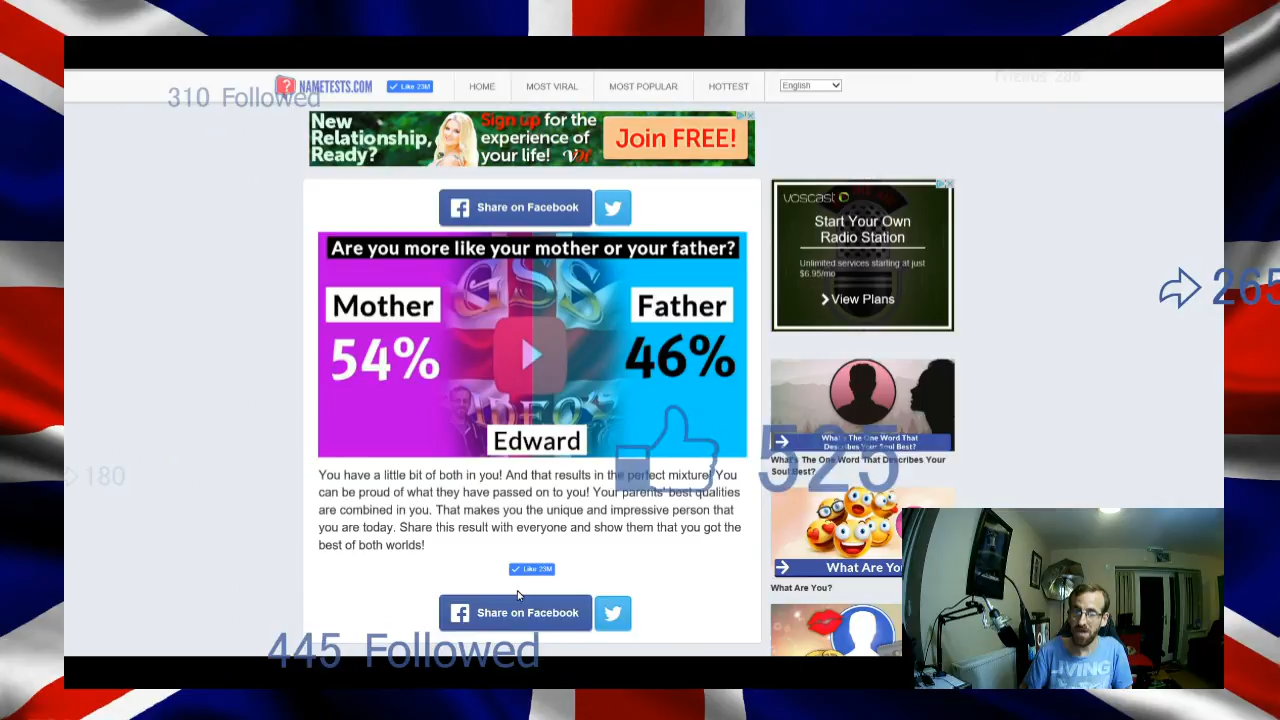 NAMETESTS.COM
Like 23M
HOME
MOST VIRAL
MOST POPULAR
HOTTEST
English
310 Followed
New
Relationship,
Ready?
Sign up for the
experience of
your life!
Join FREE!
Share on Facebook
Are you more like your mother or your father?
Mother
54%
Father
46%
Edward
voscast
Start Your Own
Radio Station
Unlimited services starting at just
$6.95/mo
View Plans
265
525
180
What's The One Word That
Describes Your Soul Best?
What's The One Word That Describes Your
Soul Best?
You have a little bit of both in you! And that results in the perfect mixture! You
can be proud of what they have passed on to you! Your parents' best qualities
are combined in you. That makes you the unique and impressive person that
you are today. Share this result with everyone and show them that you got the
best of both worlds!
What Are Yo
What Are You?
Like 23M
Share on Facebook
445 Followed
LIVING